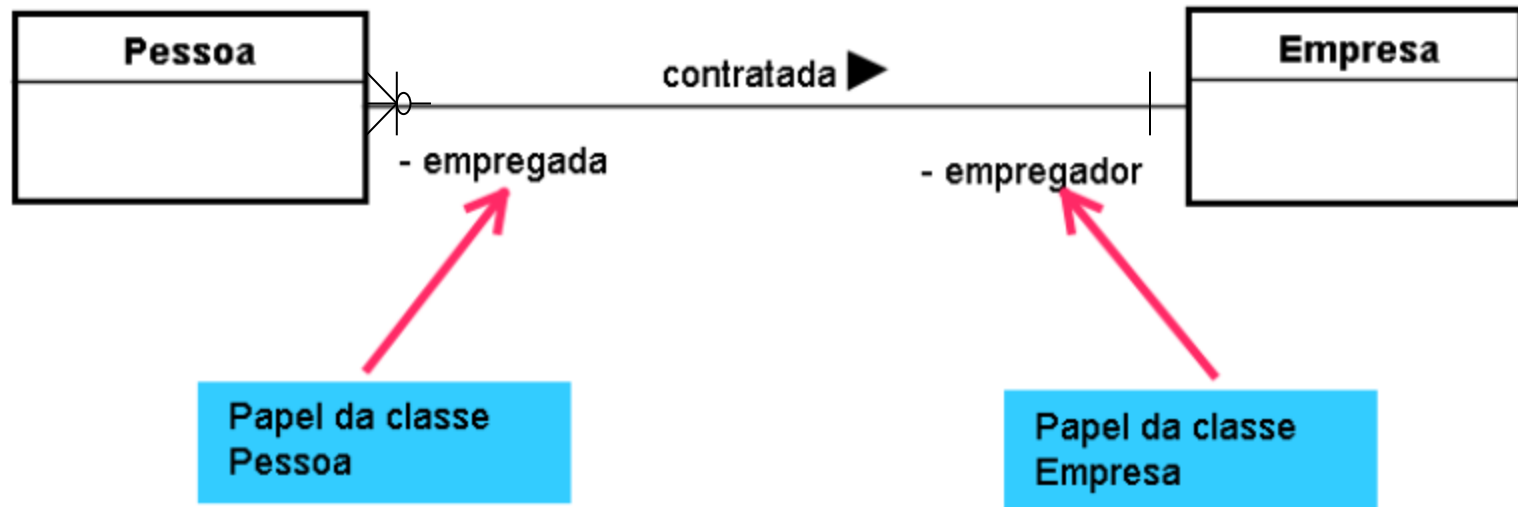 Pessoa
Empresa
contratada
- empregada
- empregador
Papel da classe
Pessoa
Papel da classe
Empresa